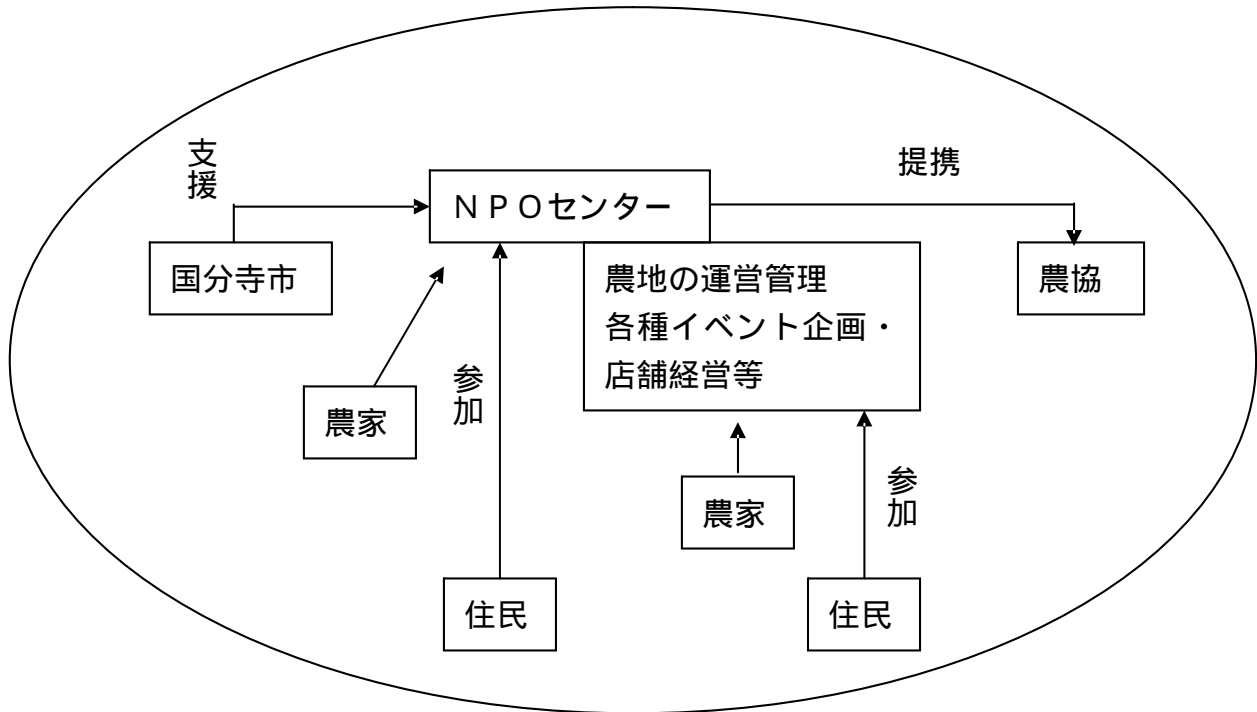 支援
提携
ＮＰＯセンター
国分寺市
農地の運営管理
各種イベント企画・
店舗経営等
農協
参加
農家
参加
農家
住民
住民